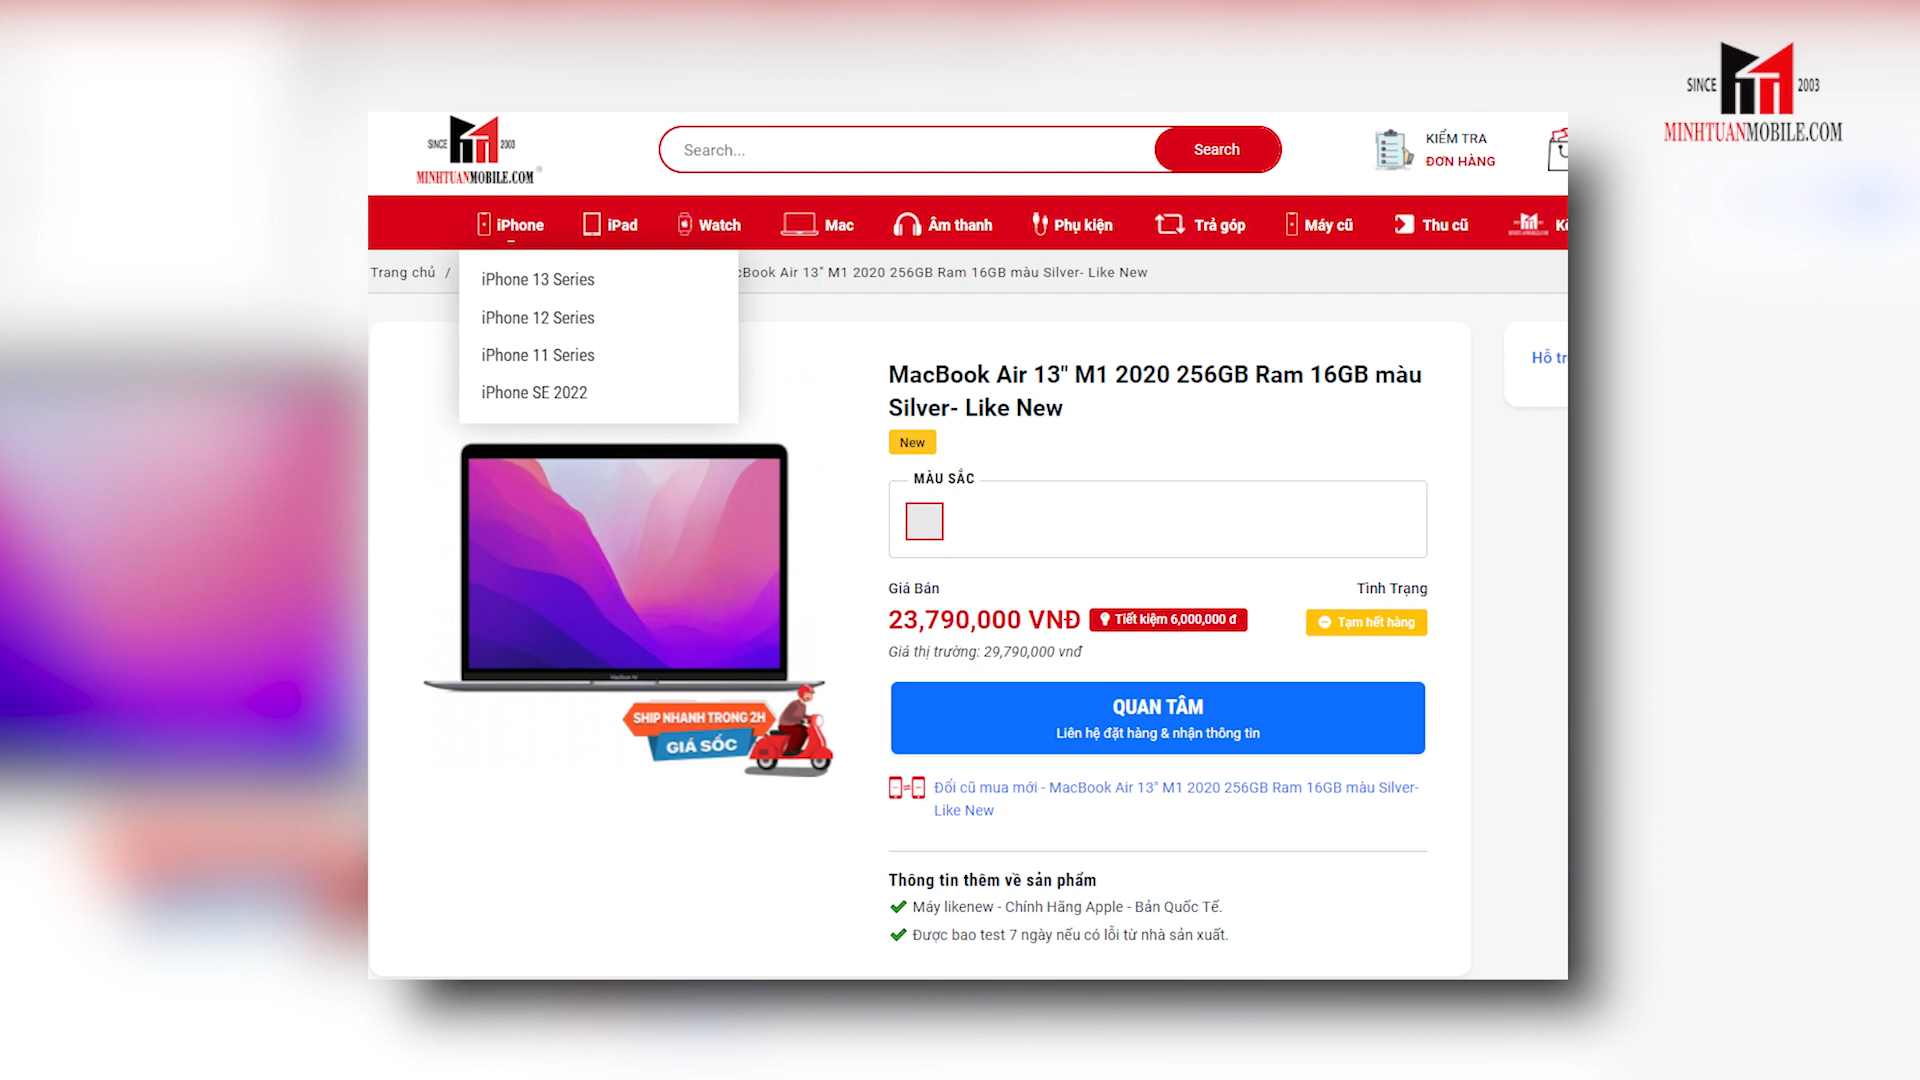 SINCE 2003
MINHTUANMOBILE.COM
SINCE 2003
MINHTUANMOBILE.COM
Search...
Search
KIỂM TRA
ĐƠN HÀNG
iPhone
iPad
Watch
Mac
Âm thanh
Phụ kiện
Trả góp
Máy cũ
Thu cũ
Trang chủ /
cBook Air 13" M1 2020 256GB Ram 16GB màu Silver- Like New
iPhone 13 Series
iPhone 12 Series
iPhone 11 Series
iPhone SE 2022
Hỗ tr
MacBook Air 13" M1 2020 256GB Ram 16GB màu
Silver- Like New
New
MÀU SẮC
Giá Bán
Tình Trạng
23,790,000 VNĐ
Tiết kiệm 6,000,000 đ
Tạm hết hàng
Giá thị trường: 29,790,000 vnđ
MacBook Air
SHIP NHANH TRONG 2H
GIÁ SỐC
QUAN TÂM
Liên hệ đặt hàng & nhận thông tin
Đổi cũ mua mới - MacBook Air 13" M1 2020 256GB Ram 16GB màu Silver-
Like New
Thông tin thêm về sản phẩm
Máy likenew - Chính Hãng Apple - Bản Quốc Tế.
Được bao test 7 ngày nếu có lỗi từ nhà sản xuất.